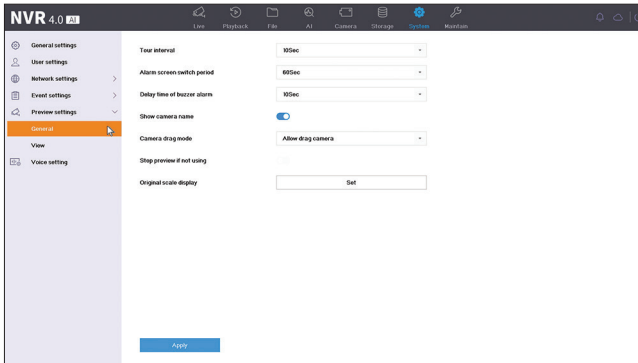 NVR 4.0 AI
Live Playback File AI Camera Storage System Maintain
General settings
User settings
Network settings
Event settings
Preview settings
General
View
Voice setting
Tour interval 10Sec
Alarm screen switch period 60Sec
Delay time of buzzer alarm 10Sec
Show camera name
Camera drag mode Allow drag camera
Stop preview if not using
Original scale display Set
Apply